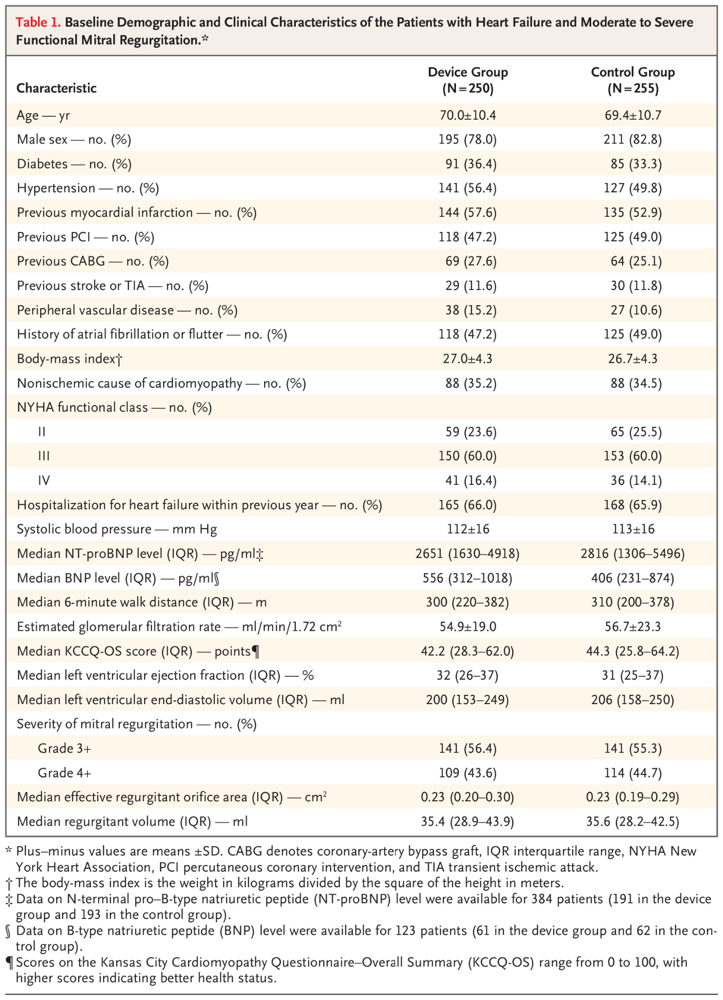 Table 1. Baseline Demographic and Clinical Characteristics of the Patients with Heart Failure and Moderate to Severe
Functional Mitral Regurgitation.*
Characteristic Device Group (N=250) Control Group (N=255)
Age — yr 70.0±10.4 69.4±10.7
Male sex — no. (%) 195 (78.0) 211 (82.8)
Diabetes — no. (%) 91 (36.4) 85 (33.3)
Hypertension — no. (%) 141 (56.4) 127 (49.8)
Previous myocardial infarction — no. (%) 144 (57.6) 135 (52.9)
Previous PCI — no. (%) 118 (47.2) 125 (49.0)
Previous CABG — no. (%) 69 (27.6) 64 (25.1)
Previous stroke or TIA — no. (%) 29 (11.6) 30 (11.8)
Peripheral vascular disease — no. (%) 38 (15.2) 27 (10.6)
History of atrial fibrillation or flutter — no. (%) 118 (47.2) 125 (49.0)
Body-mass index† 27.0±4.3 26.7±4.3
Nonischemic cause of cardiomyopathy — no. (%) 88 (35.2) 88 (34.5)
NYHA functional class — no. (%)
II 59 (23.6) 65 (25.5)
III 150 (60.0) 153 (60.0)
IV 41 (16.4) 36 (14.1)
Hospitalization for heart failure within previous year — no. (%) 165 (66.0) 168 (65.9)
Systolic blood pressure — mm Hg 112±16 113±16
Median NT-proBNP level (IQR) — pg/ml‡ 2651 (1630–4918) 2816 (1306–5496)
Median BNP level (IQR) — pg/ml§ 556 (312–1018) 406 (231–874)
Median 6-minute walk distance (IQR) — m 300 (220–382) 310 (200–378)
Estimated glomerular filtration rate — ml/min/1.72 cm² 54.9±19.0 56.7±23.3
Median KCCQ-OS score (IQR) — points¶ 42.2 (28.3–62.0) 44.3 (25.8–64.2)
Median left ventricular ejection fraction (IQR) — % 32 (26–37) 31 (25–37)
Median left ventricular end-diastolic volume (IQR) — ml 200 (153–249) 206 (158–250)
Severity of mitral regurgitation — no. (%)
Grade 3+ 141 (56.4) 141 (55.3)
Grade 4+ 109 (43.6) 114 (44.7)
Median effective regurgitant orifice area (IQR) — cm² 0.23 (0.20–0.30) 0.23 (0.19–0.29)
Median regurgitant volume (IQR) — ml 35.4 (28.9–43.9) 35.6 (28.2–42.5)
* Plus–minus values are means ±SD. CABG denotes coronary-artery bypass graft, IQR interquartile range, NYHA New
York Heart Association, PCI percutaneous coronary intervention, and TIA transient ischemic attack.
† The body-mass index is the weight in kilograms divided by the square of the height in meters.
‡ Data on N-terminal pro–B-type natriuretic peptide (NT-proBNP) level were available for 384 patients (191 in the device
group and 193 in the control group).
§ Data on B-type natriuretic peptide (BNP) level were available for 123 patients (61 in the device group and 62 in the con-
trol group).
¶ Scores on the Kansas City Cardiomyopathy Questionnaire–Overall Summary (KCCQ-OS) range from 0 to 100, with
higher scores indicating better health status.